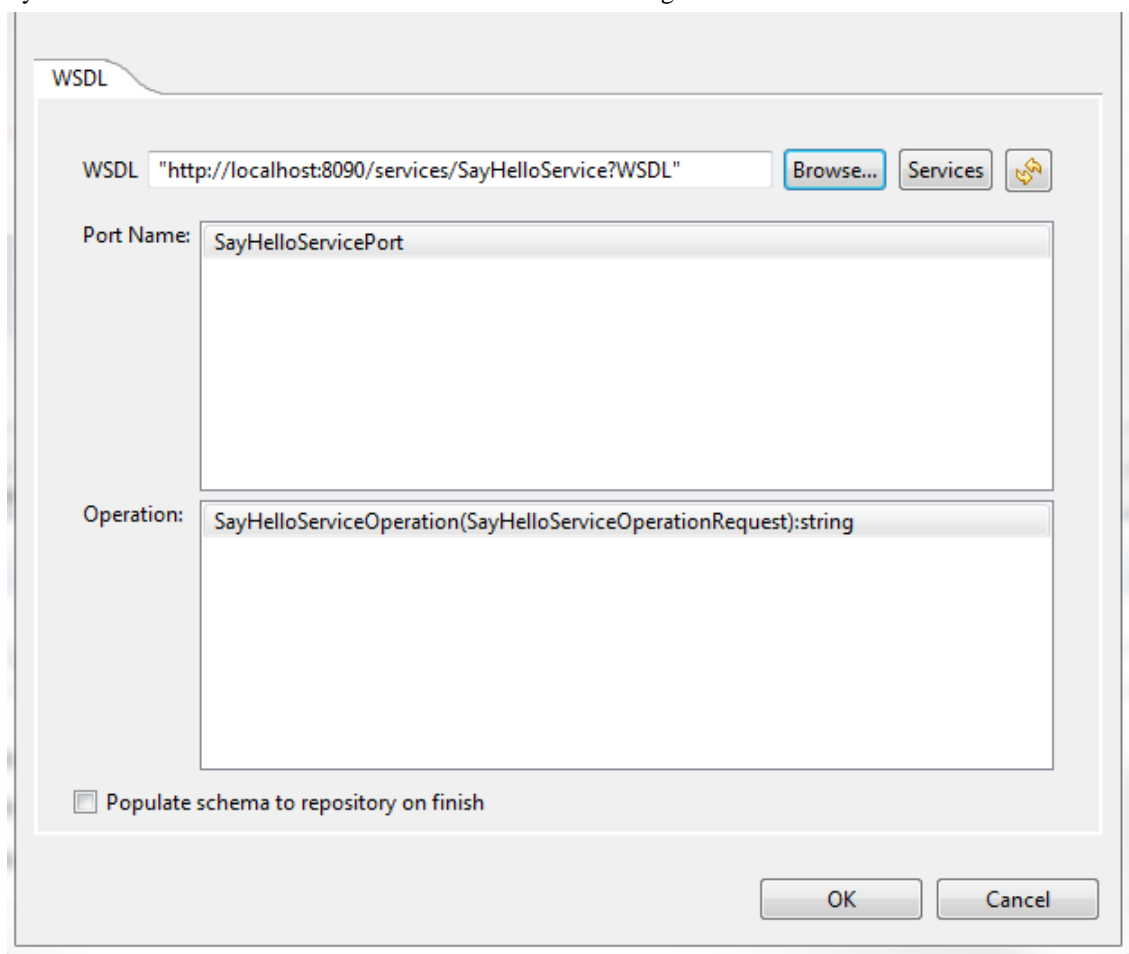 WSDL
WSDL "http://localhost:8090/services/SayHelloService?WSDL" Browse... Services
Port Name: SayHelloServicePort
Operation: SayHelloServiceOperation(SayHelloServiceOperationRequest):string
Populate schema to repository on finish
OK Cancel